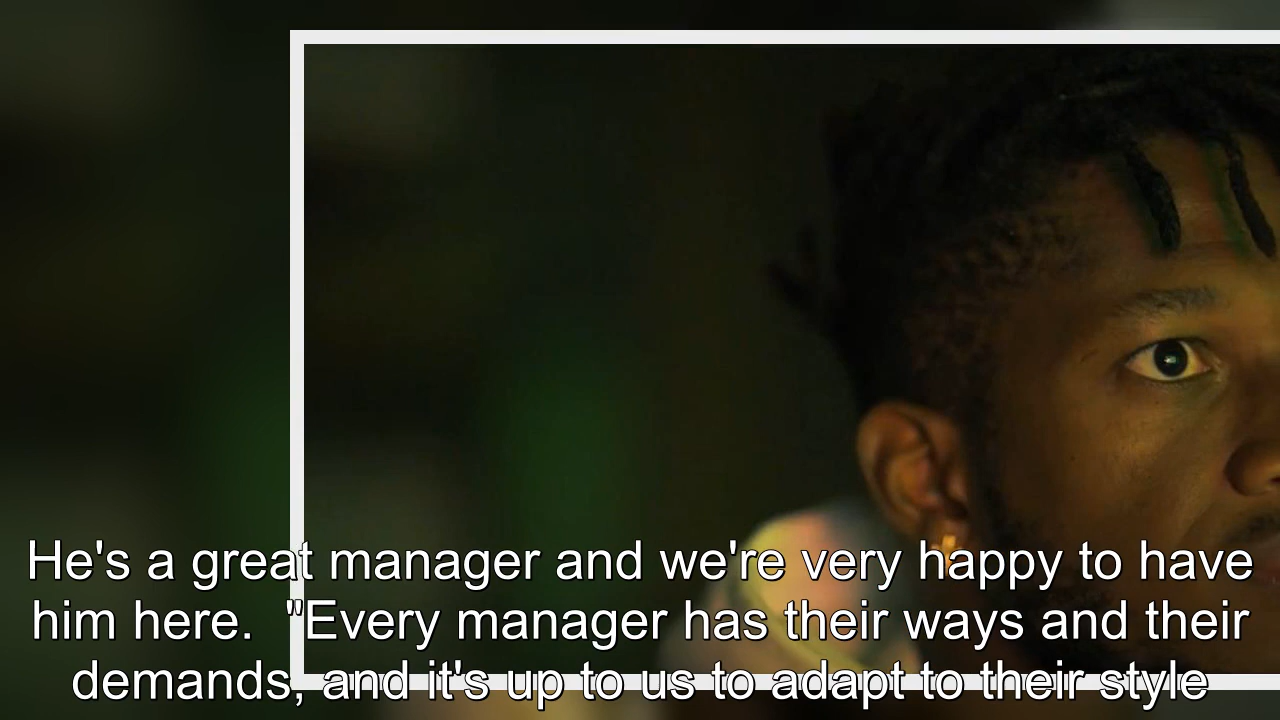 He's a great manager and we're very happy to have
him here.  "Every manager has their ways and their
demands, and it's up to us to adapt to their style